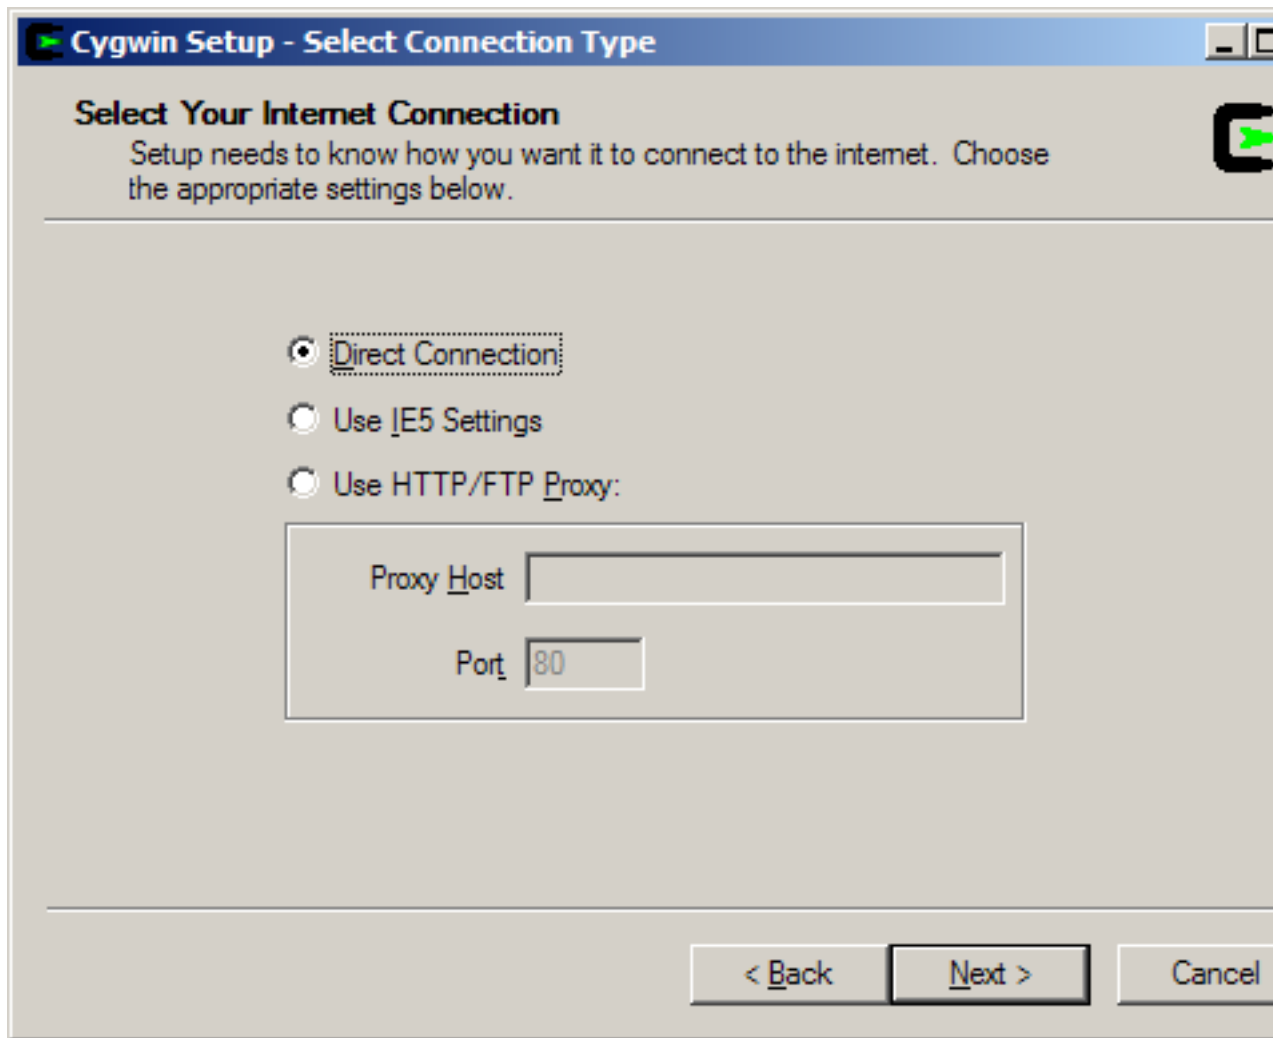 Cygwin Setup - Select Connection Type
Select Your Internet Connection
Setup needs to know how you want it to connect to the internet.  Choose
the appropriate settings below.
Direct Connection
Use IE5 Settings
Use HTTP/FTP Proxy:
Proxy Host
Port 80
< Back Next > Cancel